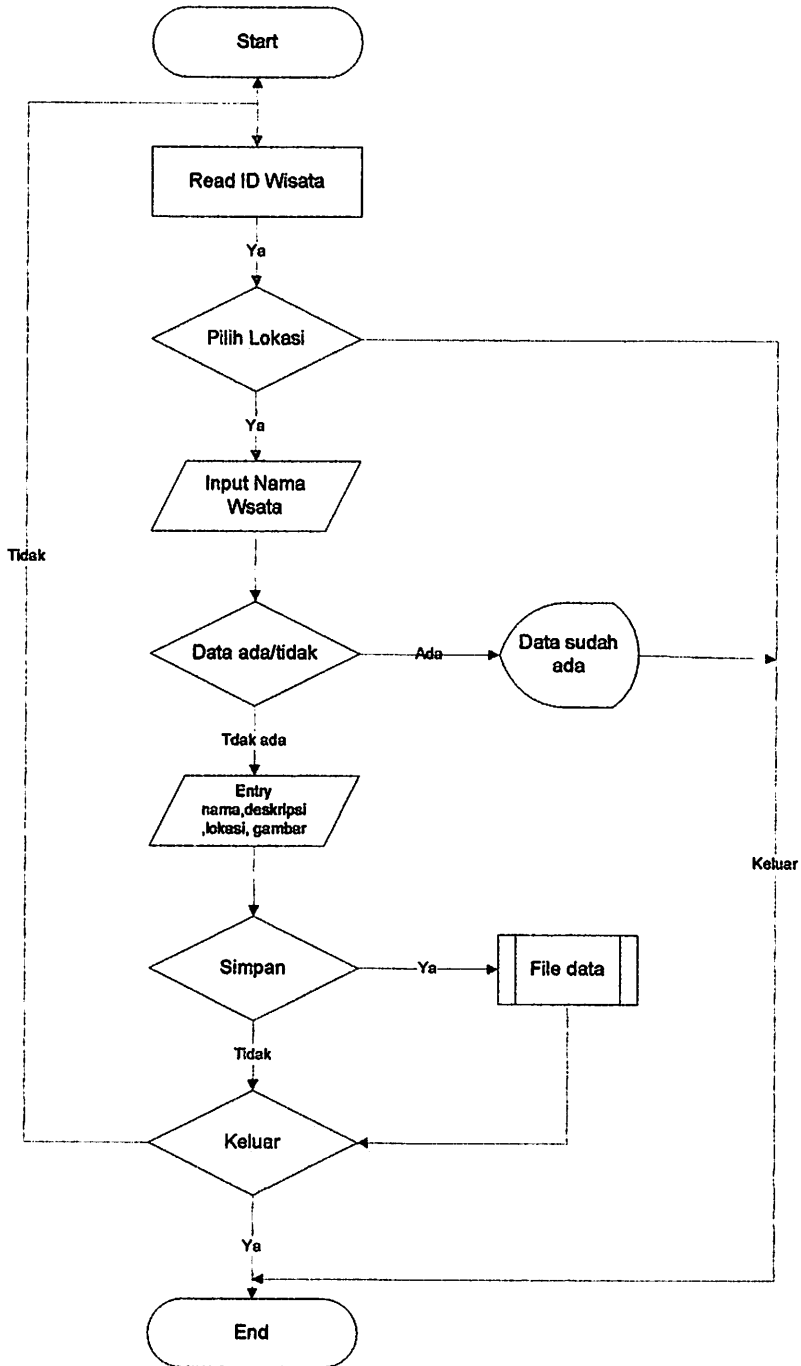 Start
Read ID Wisata
Ya
Pilih Lokasi
Ya
Input Nama
Wsata
Tidak
Data ada/tidak
Ada
Data sudah
ada
Tdak ada
Entry
nama,deskripsi
,lokasi, gambar
Keluar
Simpan
Ya
File data
Tidak
Keluar
Ya
End